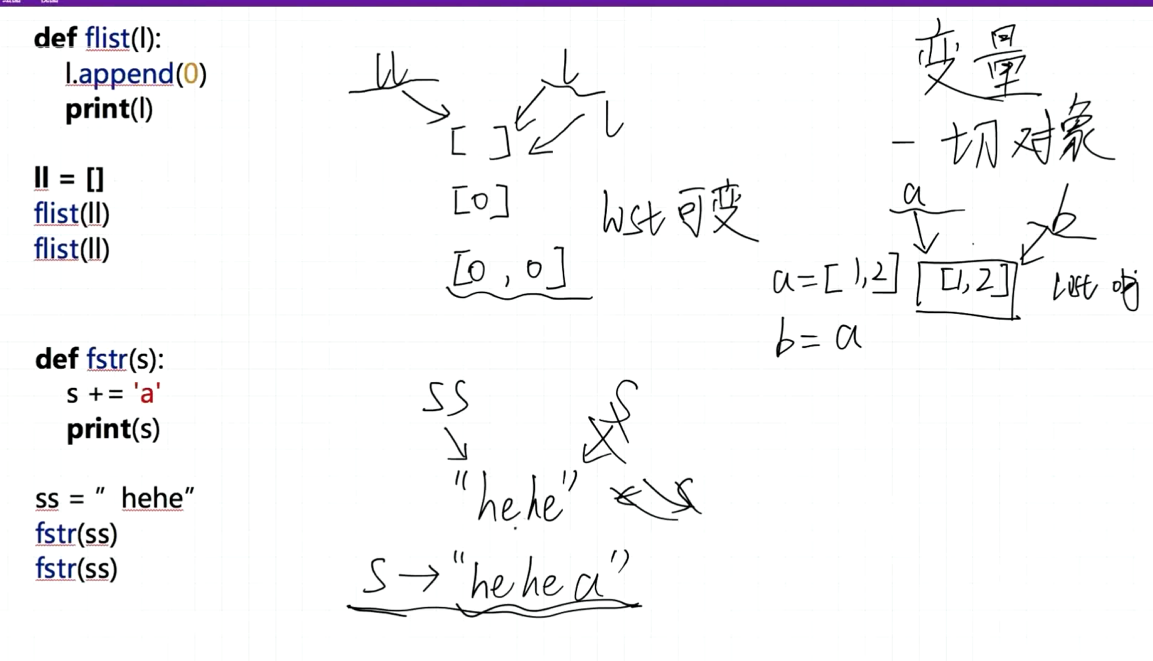 def flist(l):
l.append(0)
print(l)
ll = []
flist(ll)
flist(ll)
def fstr(s):
s += 'a'
print(s)
ss = ” hehe”
fstr(ss)
fstr(ss)
ll
l
l
[ ]
[0]
[0, 0]
list 可变
变量
一切对象
a
b
a=[1,2]
[1,2]
list obj
b= a
ss
s
s
"hehe"
s→"hehe a"